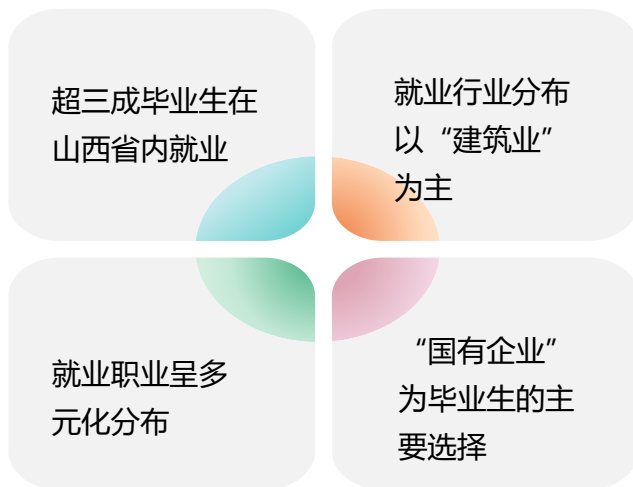 超三成毕业生在
山西省内就业
就业行业分布
以“建筑业”
为主
就业职业呈多
元化分布
“国有企业”
为毕业生的主
要选择